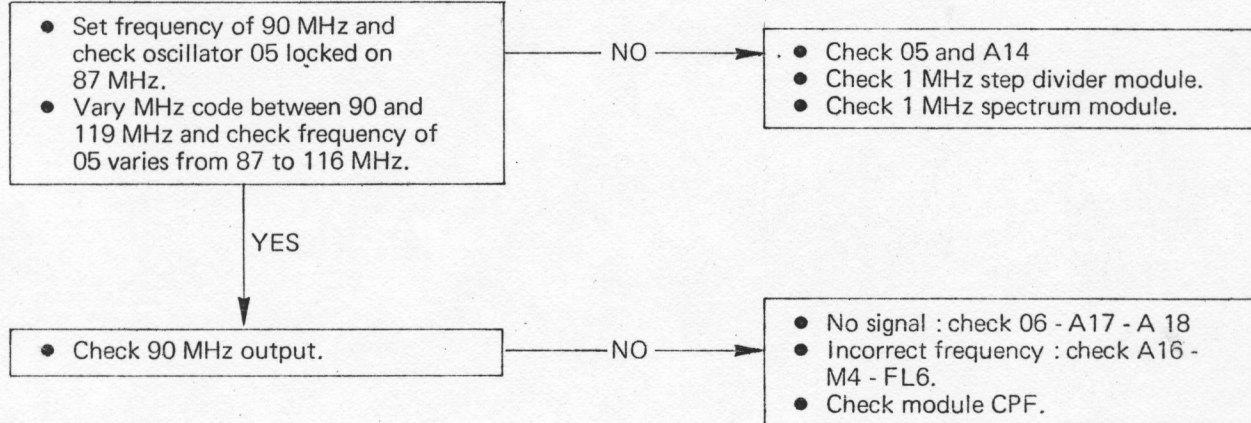 ● Set frequency of 90 MHz and
check oscillator 05 locked on
87 MHz.
● Vary MHz code between 90 and
119 MHz and check frequency of
05 varies from 87 to 116 MHz.
NO
● Check 05 and A14
● Check 1 MHz step divider module.
● Check 1 MHz spectrum module.
YES
● Check 90 MHz output.
NO
● No signal : check 06 - A17 - A 18
● Incorrect frequency : check A16 -
M4 - FL6.
● Check module CPF.